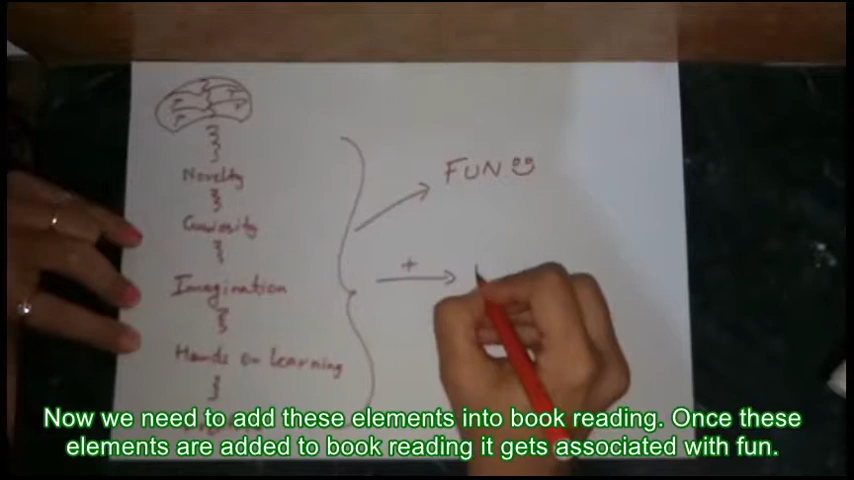 Novelty
Curiosity
Imagination
Hands on learning
FUN
+
Now we need to add these elements into book reading. Once these
elements are added to book reading it gets associated with fun.